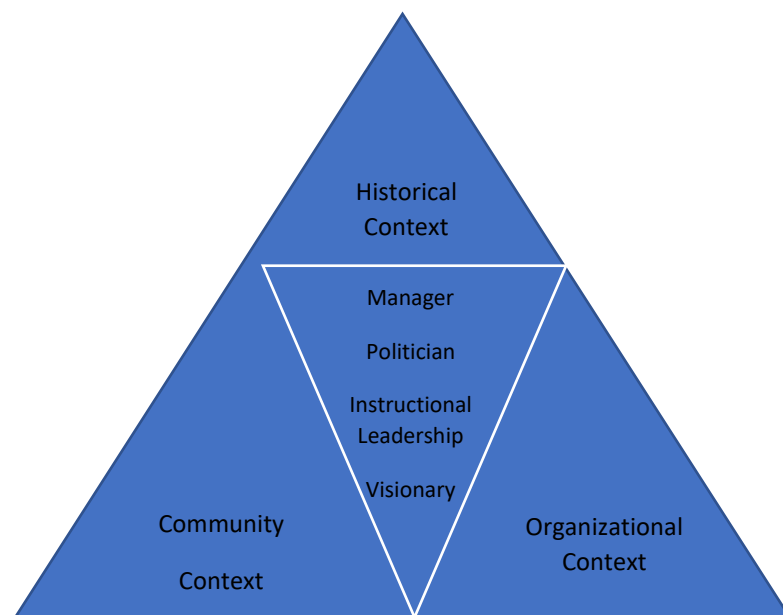 Historical
Context
Manager
Politician
Instructional
Leadership
Visionary
Community
Context
Organizational
Context